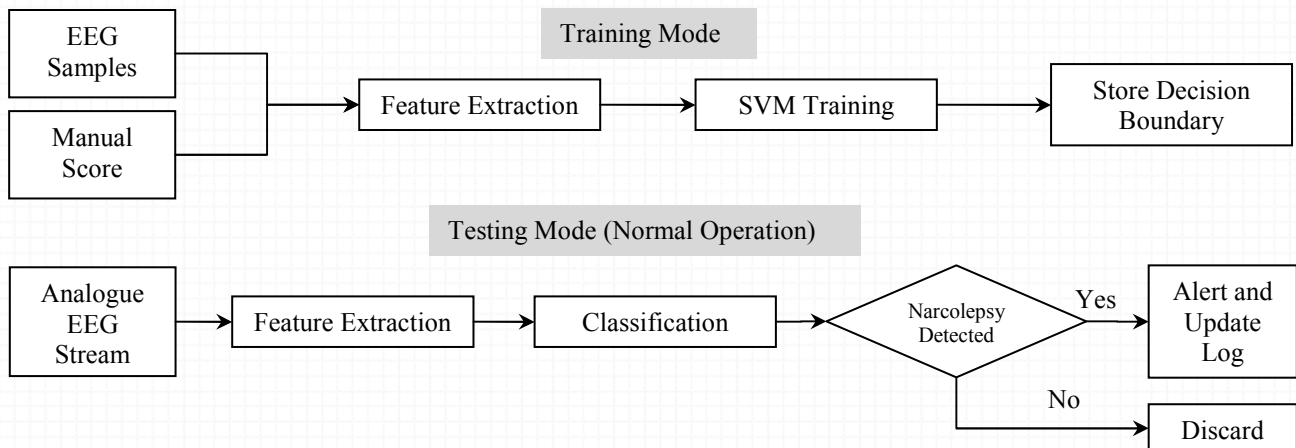 Training Mode
EEG
Samples
Manual
Score
Feature Extraction
SVM Training
Store Decision
Boundary
Testing Mode (Normal Operation)
Analogue
EEG
Stream
Feature Extraction
Classification
Narcolepsy
Detected
Yes
Alert and
Update
Log
No
Discard